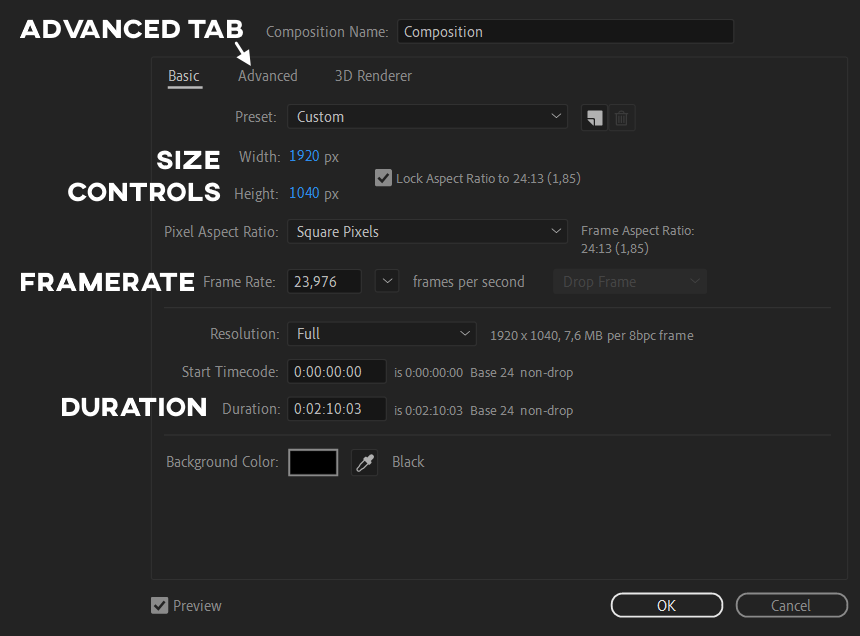 ADVANCED TAB
Composition Name: Composition
Basic Advanced 3D Renderer
Preset: Custom
SIZE CONTROLS
Width: 1920 px
Lock Aspect Ratio to 24:13 (1,85)
Height: 1040 px
Pixel Aspect Ratio: Square Pixels
Frame Aspect Ratio:
24:13 (1,85)
FRAMERATE
Frame Rate: 23,976 frames per second Drop Frame
Resolution: Full 1920 x 1040, 7,6 MB per 8bpc frame
Start Timecode: 0:00:00:00 is 0:00:00:00 Base 24 non-drop
DURATION
Duration: 0:02:10:03 is 0:02:10:03 Base 24 non-drop
Background Color: Black
Preview OK Cancel